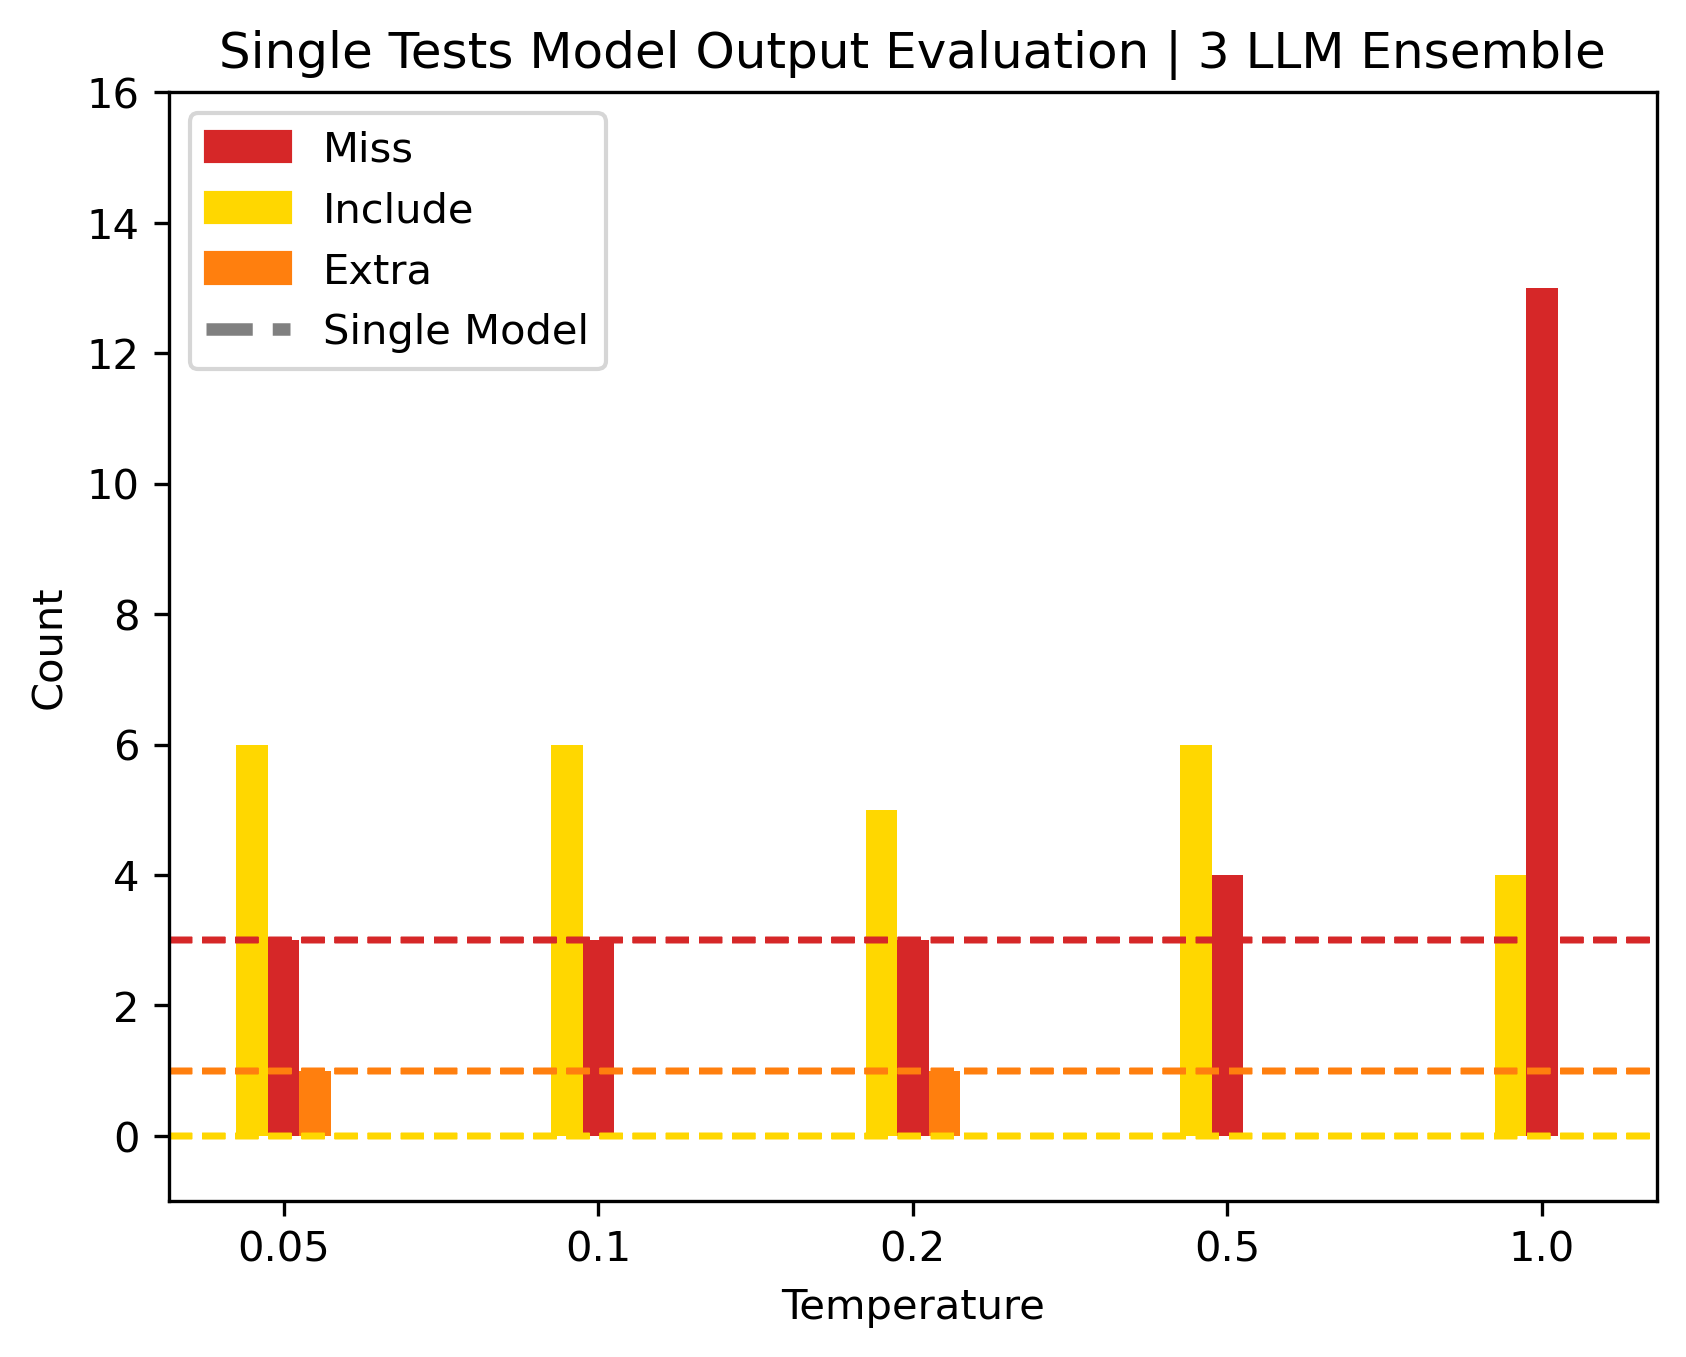 Single Tests Model Output Evaluation | 3 LLM Ensemble
16
14
12
10
8
6
4
2
0
Count
Miss
Include
Extra
Single Model
0.05 0.1 0.2 0.5 1.0
Temperature